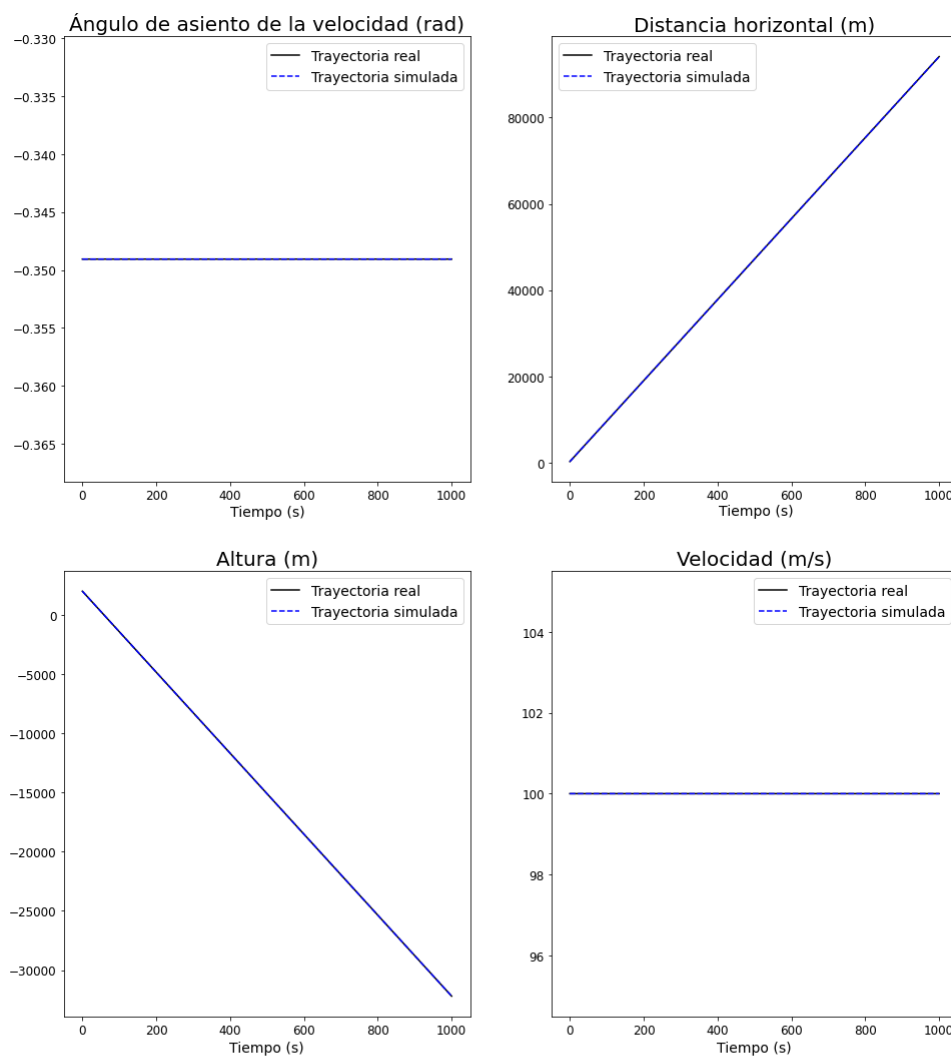 Ángulo de asiento de la velocidad (rad)
−0.330
−0.335
−0.340
−0.345
−0.350
−0.355
−0.360
−0.365
Trayectoria real
Trayectoria simulada
0 200 400 600 800 1000
Tiempo (s)
Distancia horizontal (m)
80000
60000
40000
20000
0
Trayectoria real
Trayectoria simulada
0 200 400 600 800 1000
Tiempo (s)
Altura (m)
0
−5000
−10000
−15000
−20000
−25000
−30000
Trayectoria real
Trayectoria simulada
0 200 400 600 800 1000
Tiempo (s)
Velocidad (m/s)
104
102
100
98
96
Trayectoria real
Trayectoria simulada
0 200 400 600 800 1000
Tiempo (s)